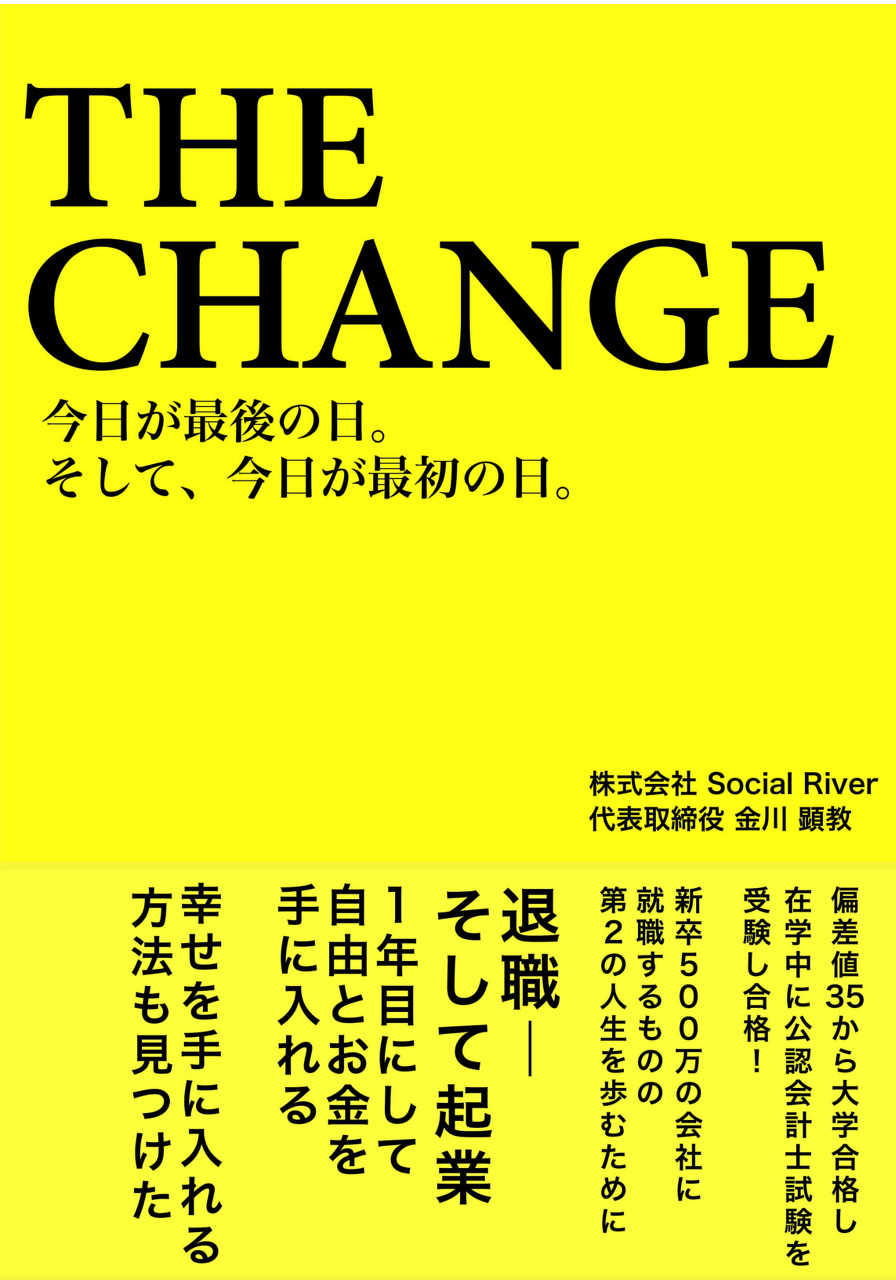 THE
CHANGE
今日が最後の日。
そして、今日が最初の日。
株式会社 Social River
代表取締役 金川 顕教
偏差値35から大学合格し
在学中に公認会計士試験を
受験し合格！
新卒５００万の会社に
就職するものの
第２の人生を歩むために
退職―
そして起業
１年目にして
自由とお金を
手に入れる
幸せを手に入れる
方法も見つけた